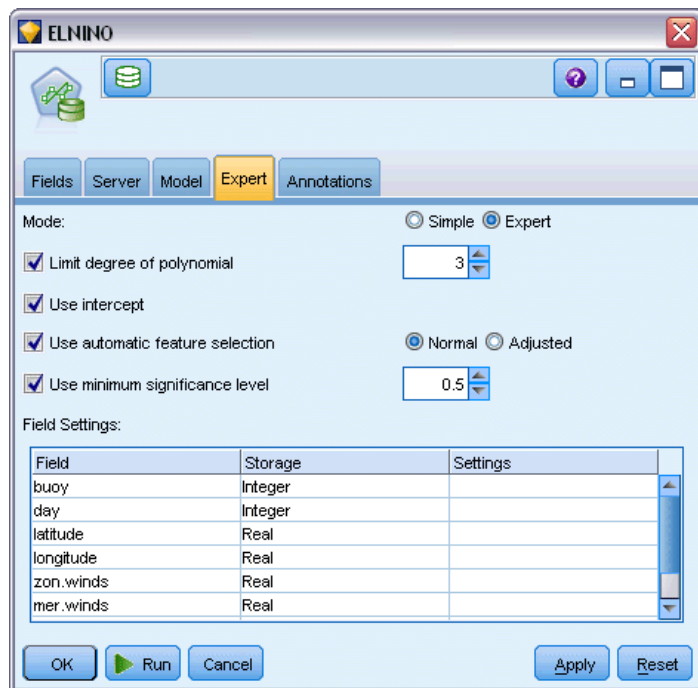 ELNINO
Fields Server Model Expert Annotations
Mode: Simple Expert
Limit degree of polynomial 3
Use intercept
Use automatic feature selection Normal Adjusted
Use minimum significance level 0.5
Field Settings:
Field Storage Settings
buoy Integer
day Integer
latitude Real
longitude Real
zon.winds Real
mer.winds Real
OK Run Cancel Apply Reset